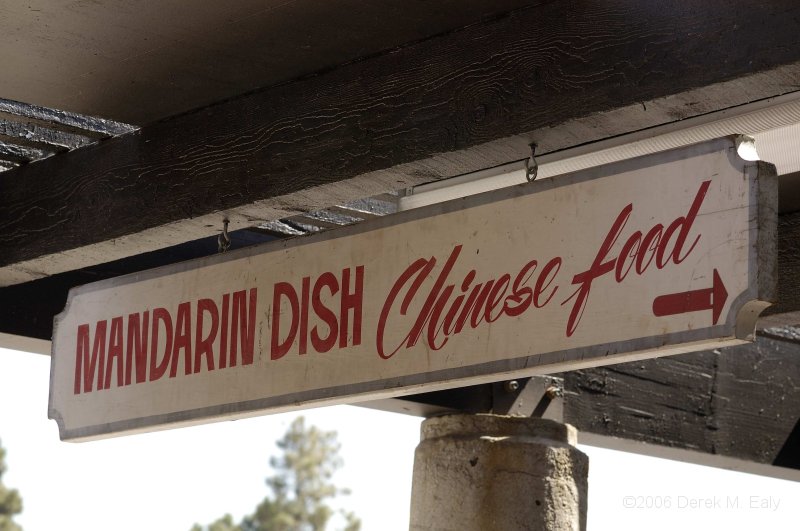 MANDARIN DISH Chinese food
©2006 Derek M. Ealy